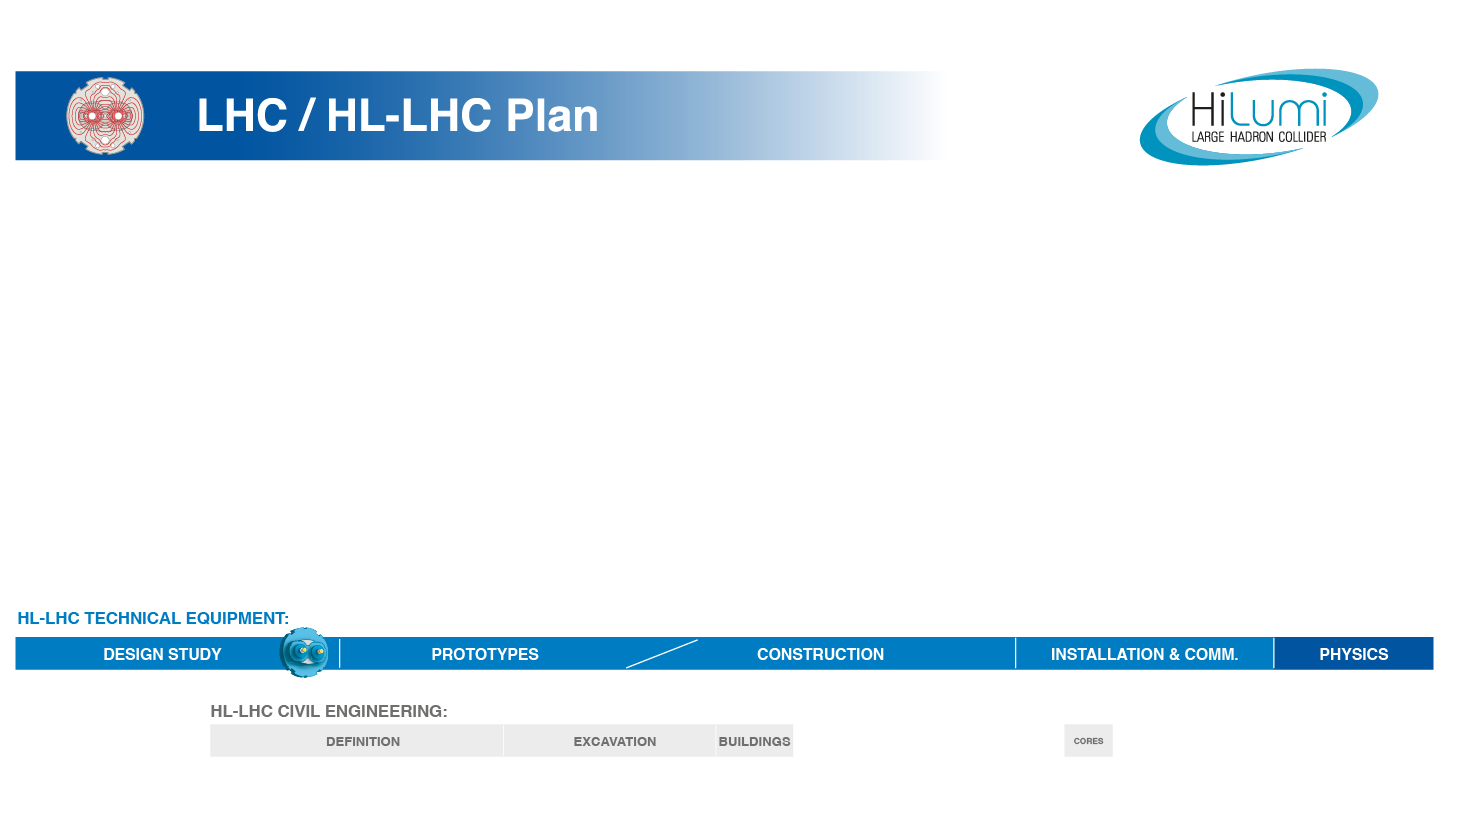 LHC / HL-LHC Plan
HiLumi
LARGE HADRON COLLIDER
HL-LHC TECHNICAL EQUIPMENT:
DESIGN STUDY PROTOTYPES CONSTRUCTION INSTALLATION & COMM. PHYSICS
HL-LHC CIVIL ENGINEERING:
DEFINITION EXCAVATION BUILDINGS CORES